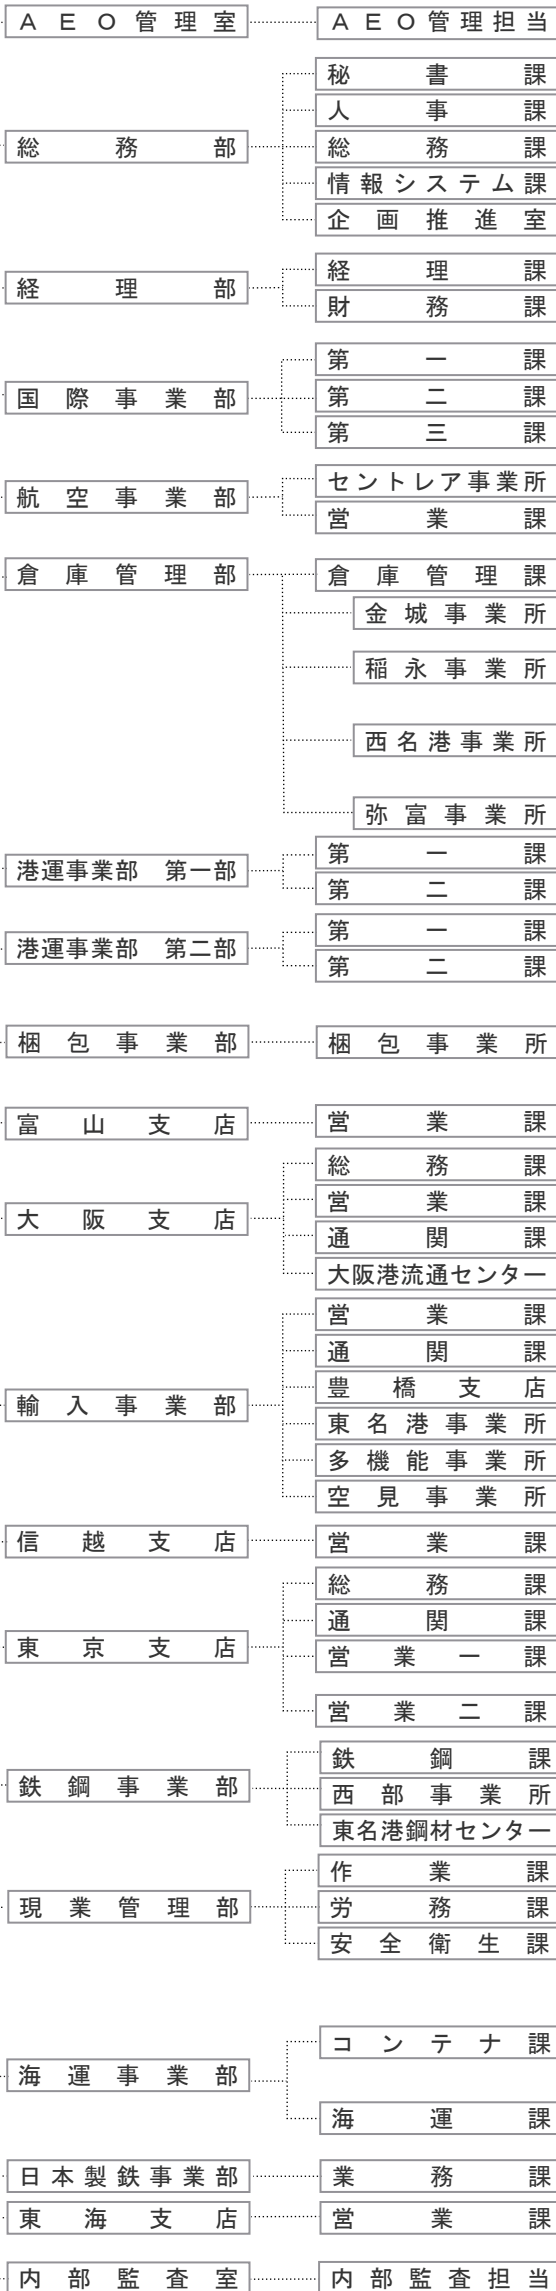 AEO管理室
AEO管理担当
総務部
秘書課
人事課
総務課
情報システム課
企画推進室
経理部
経理課
財務課
国際事業部
第一課
第二課
第三課
航空事業部
セントレア事業所
営業課
倉庫管理部
倉庫管理課
金城事業所
稲永事業所
西名港事業所
弥富事業所
港運事業部 第一部
第一課
第二課
港運事業部 第二部
第一課
第二課
梱包事業部
梱包事業所
富山支店
営業課
大阪支店
総務課
営業課
通関課
大阪港流通センター
輸入事業部
営業課
通関課
豊橋支店
東名港事業所
多機能事業所
空見事業所
信越支店
営業課
東京支店
総務課
通関課
営業一課
営業二課
鉄鋼事業部
鉄鋼課
西部事業所
東名港鋼材センター
現業管理部
作業課
労務課
安全衛生課
海運事業部
コンテナ課
海運課
日本製鉄事業部
業務課
東海支店
営業課
内部監査室
内部監査担当